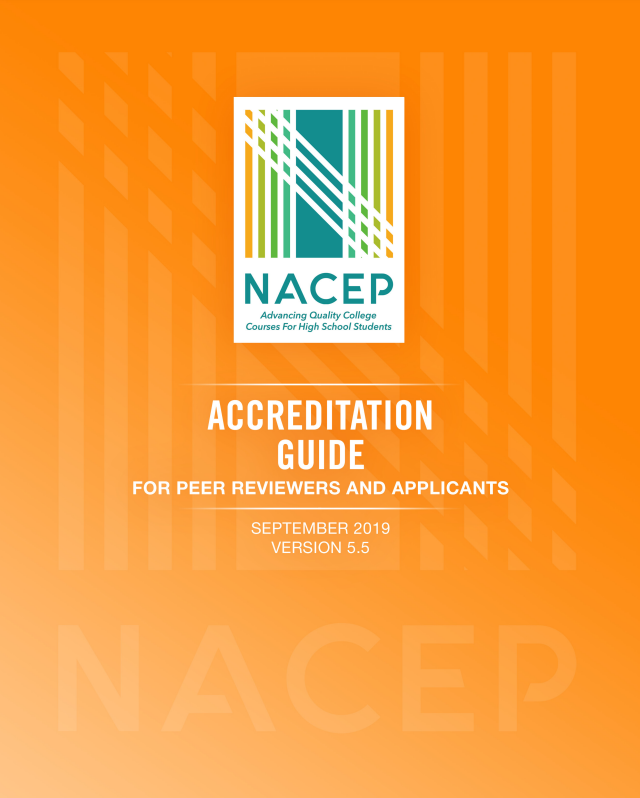 NACEP
Advancing Quality College
Courses For High School Students
ACCREDITATION
GUIDE
FOR PEER REVIEWERS AND APPLICANTS
SEPTEMBER 2019
VERSION 5.5
NACEP